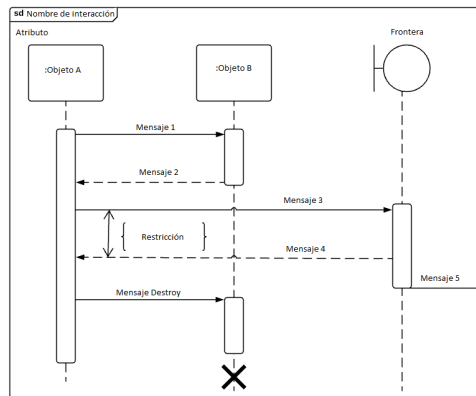 sd Nombre de interacción
Atributo
Frontera
:Objeto A
:Objeto B
Mensaje 1
Mensaje 2
Mensaje 3
Restricción
Mensaje 4
Mensaje 5
Mensaje Destroy